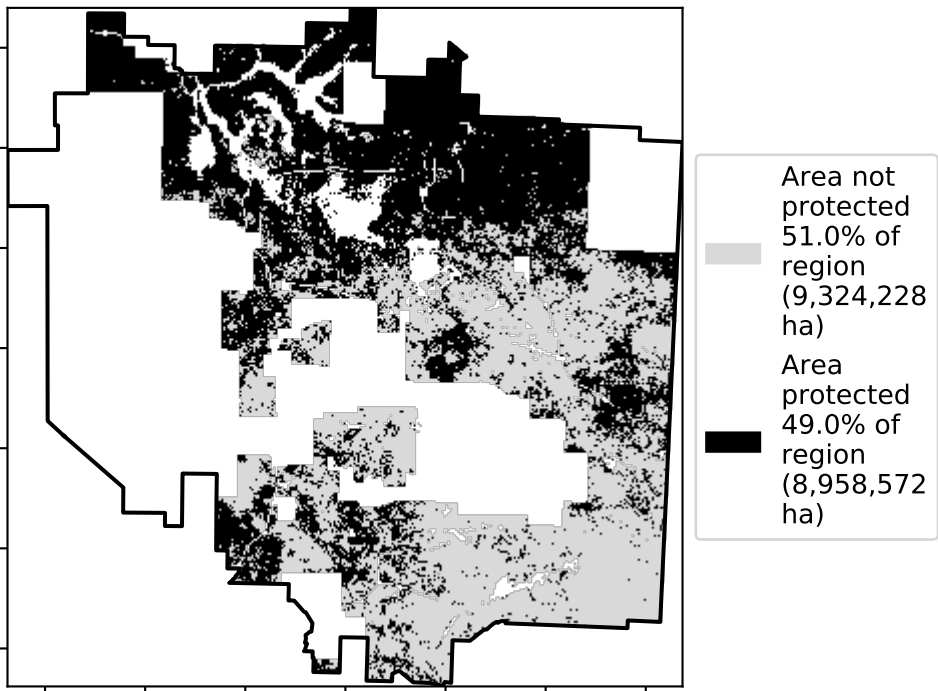 Area not
protected
51.0% of
region
(9,324,228
ha)
Area
protected
49.0% of
region
(8,958,572
ha)